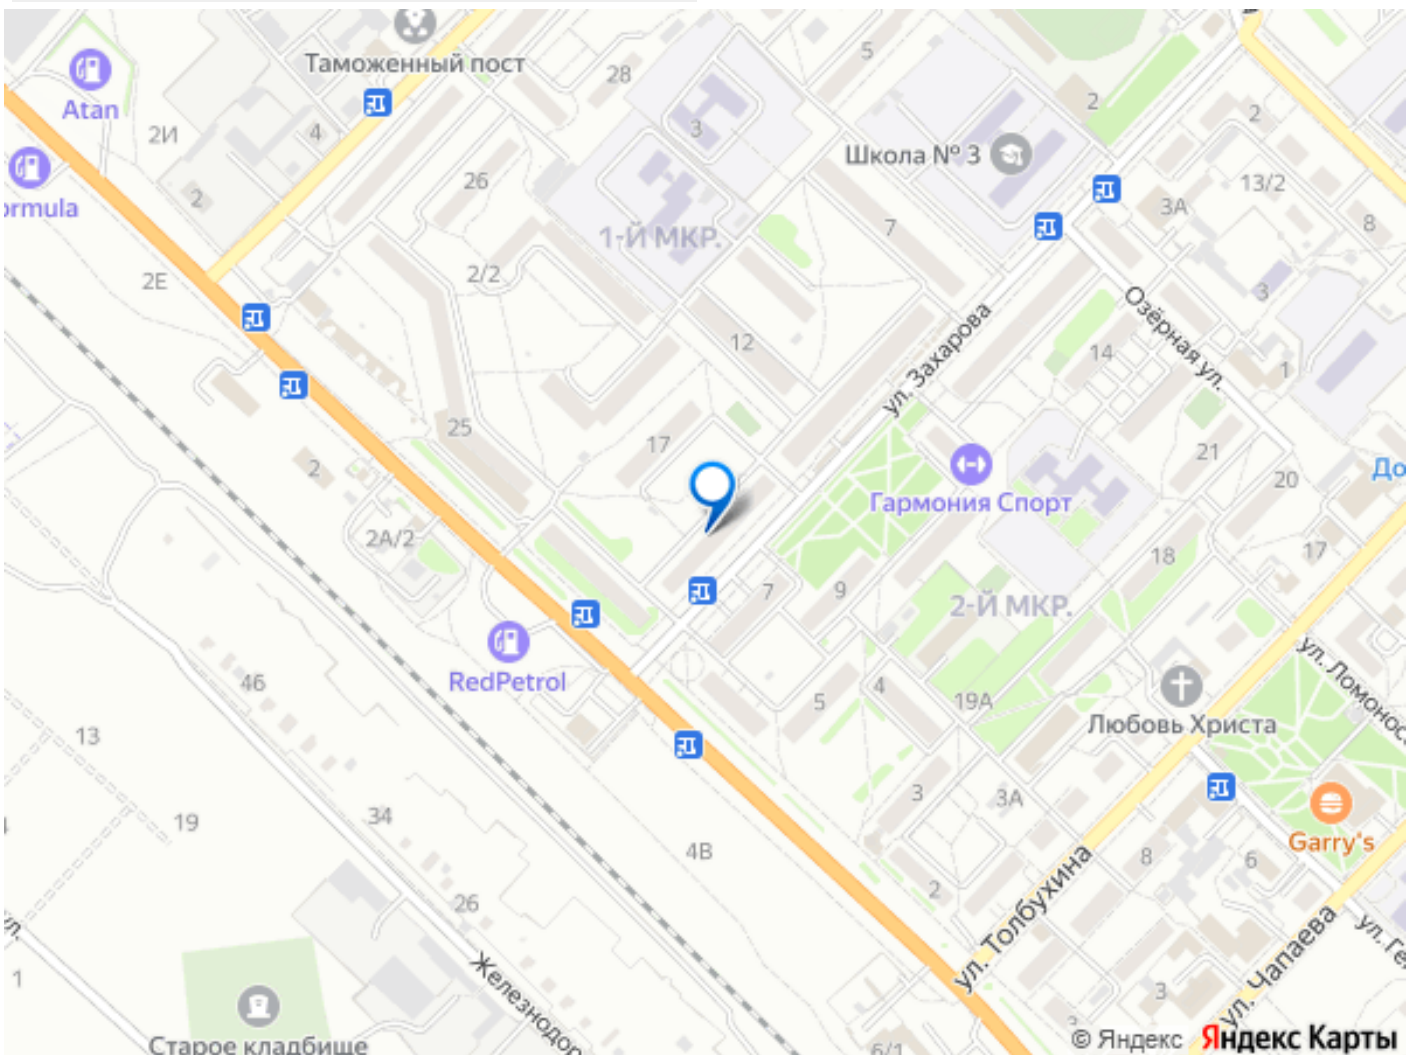 Таможенный пост
Atan
28
5
2
2И
4
3
Школа № 3
2
13/2
26
2
3А
ormula
1-Й МКР.
7
8
2/2
2Е
3
Озёрная ул.
12
ул. Захарова
14
1
25
17
21
2
Гармония Спорт
20
До
2А/2
18
17
7
9
2-Й МКР.
RedPetrol
46
5
4
19А
Любовь Христа
ул. Ломонос
13
3
3А
34
19
4В
8
6
Garry's
2
26
ул. Толбухина
ул. Чапаева
ул. Ге
ул.
1
Железнодор
3
Старое кладбище
6/1
© Яндекс Яндекс Карты